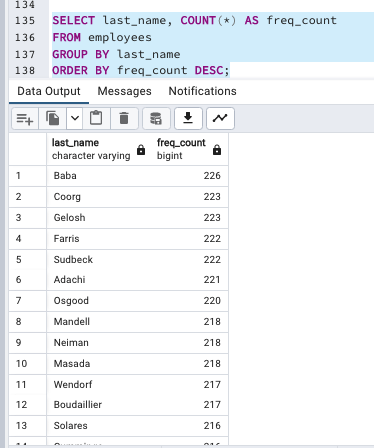 134
135 SELECT last_name, COUNT(*) AS freq_count
136 FROM employees
137 GROUP BY last_name
138 ORDER BY freq_count DESC;
Data Output Messages Notifications
last_name freq_count
character varying bigint
1 Baba 226
2 Coorg 223
3 Gelosh 223
4 Farris 222
5 Sudbeck 222
6 Adachi 221
7 Osgood 220
8 Mandell 218
9 Neiman 218
10 Masada 218
11 Wendorf 217
12 Boudaillier 217
13 Solares 216